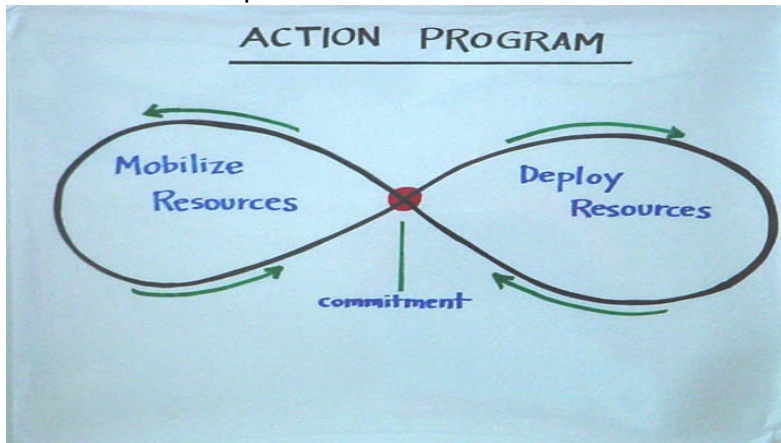 ACTION PROGRAM
Mobilize
Resources
Deploy
Resources
commitment